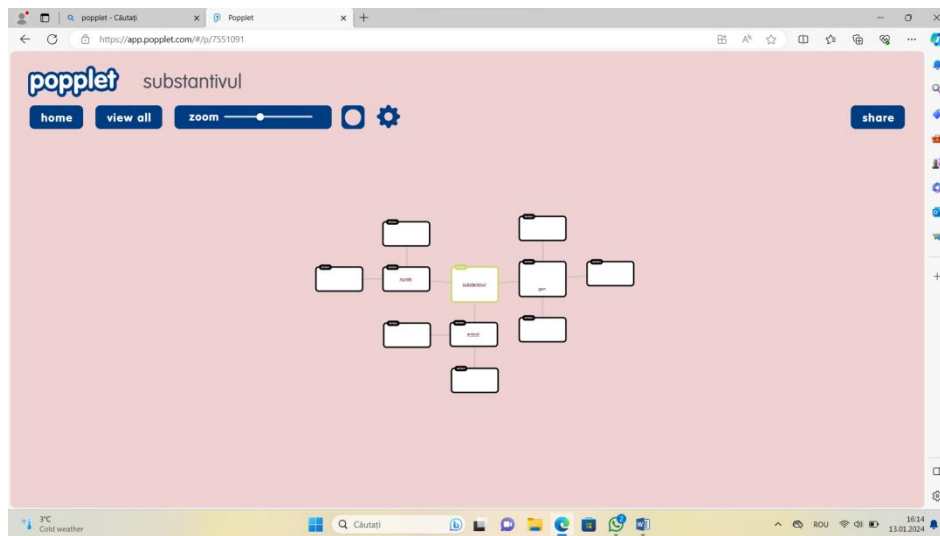 popplet - Căutați
Popplet
https://app.popplet.com/#/p/7551091
popplet substantivul
home view all zoom share
substantivul
gen
3°C
Cold weather
Căutați
ROU
16:14
13.01.2024